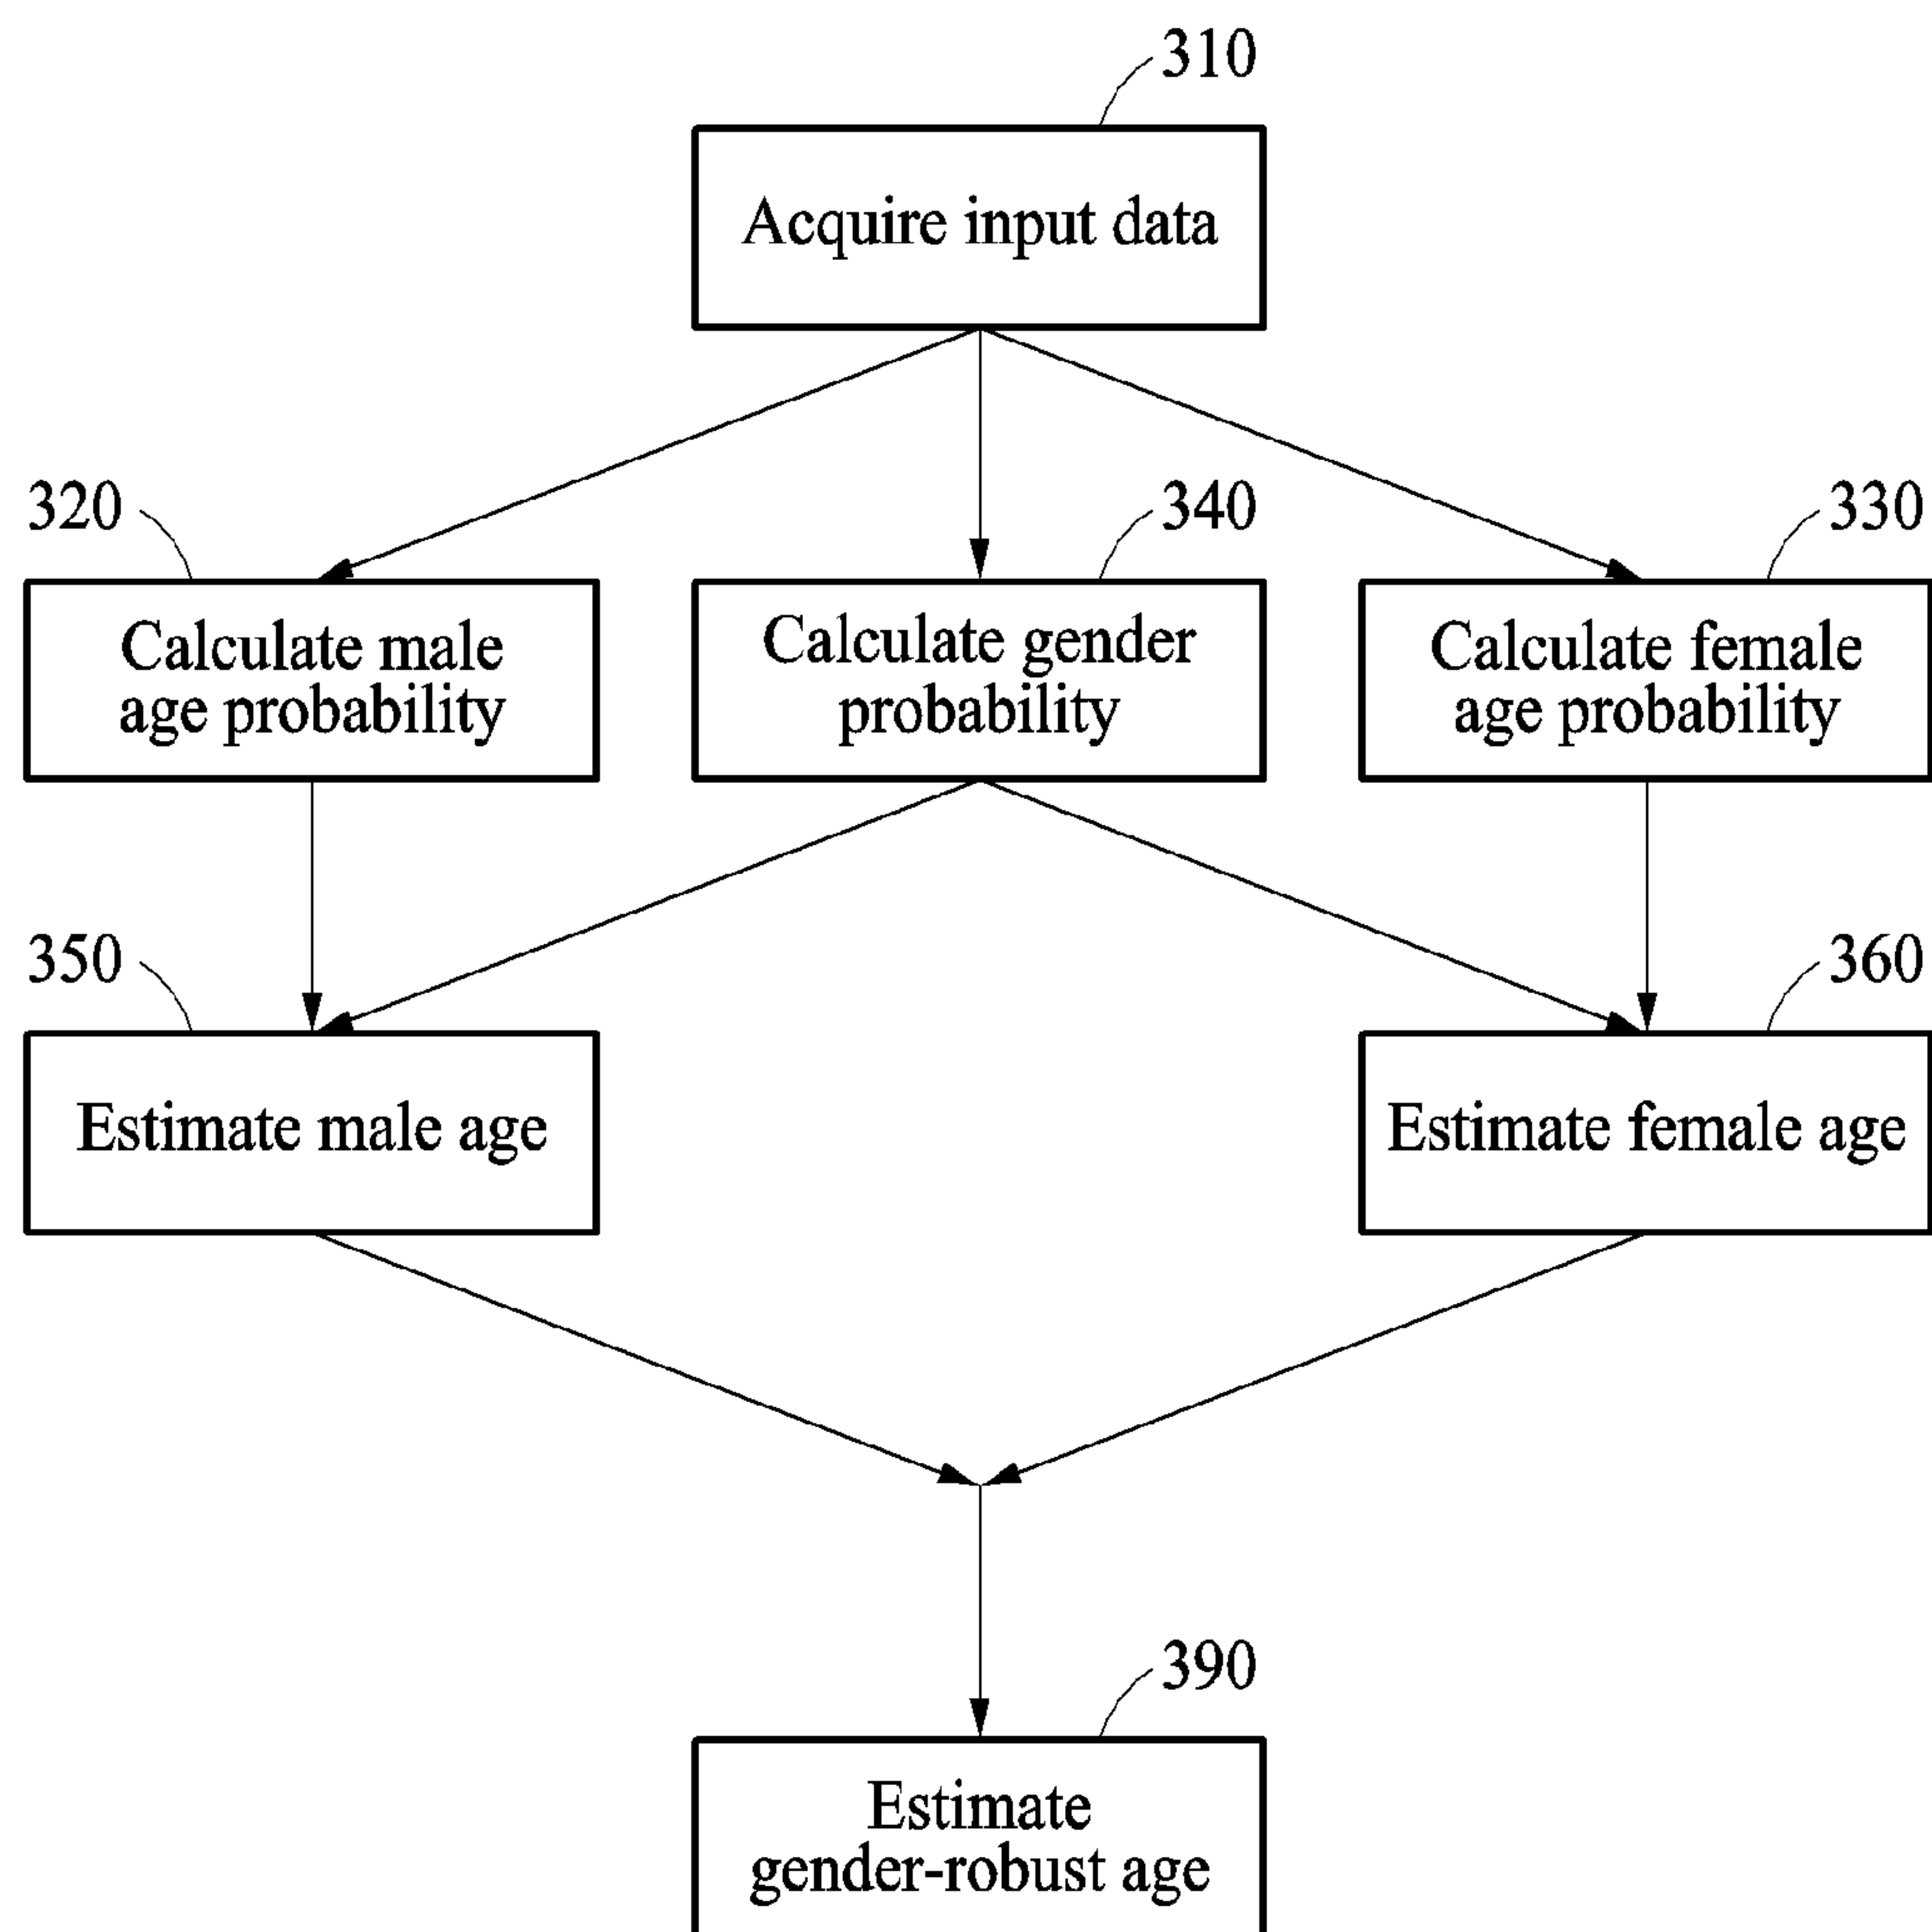 310
Acquire input data
320
340
330
Calculate male
age probability
Calculate gender
probability
Calculate female
age probability
350
360
Estimate male age
Estimate female age
390
Estimate
gender-robust age